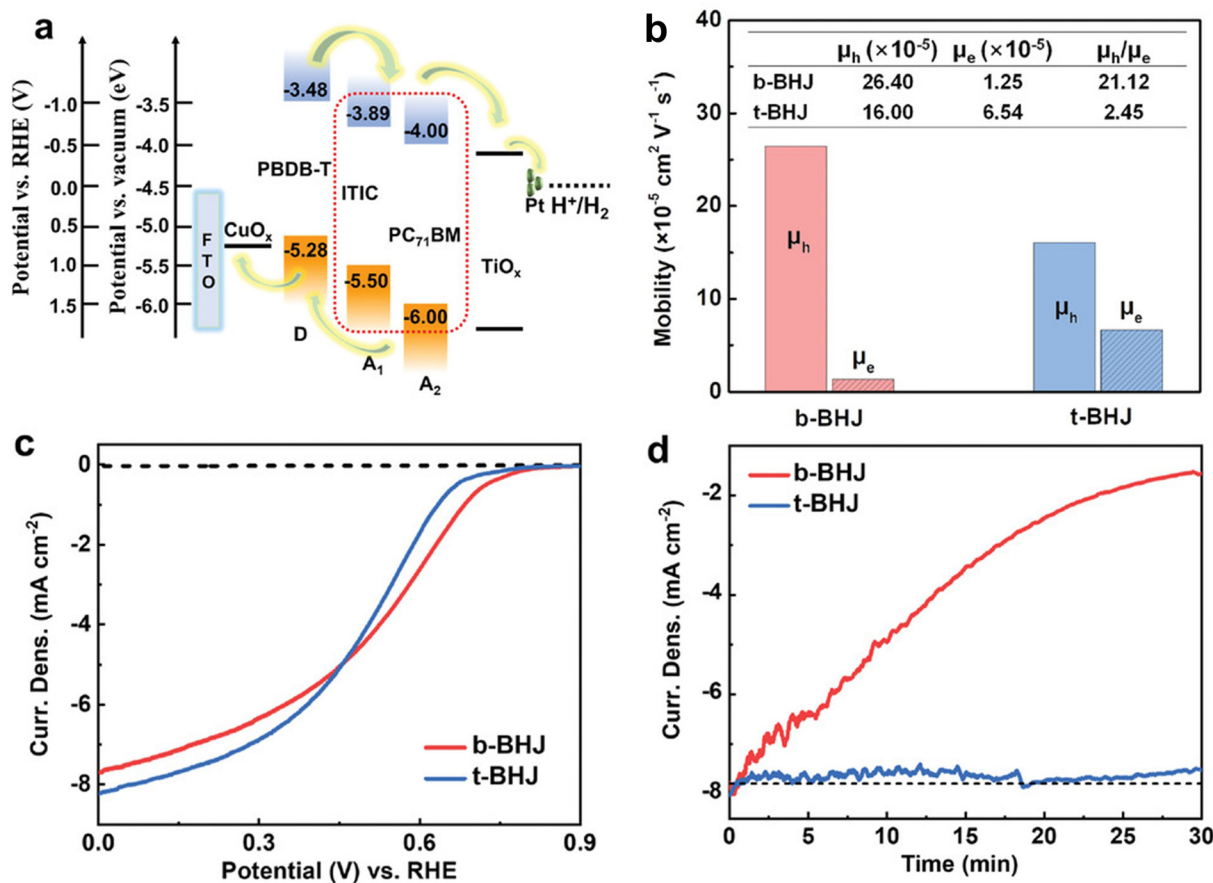 a
Potential vs. RHE (V)
-1.0
-0.5
0.0
0.5
1.0
1.5
Potential vs. vacuum (eV)
-3.5
-4.0
-4.5
-5.0
-5.5
-6.0
FTO
CuOₓ
-3.48
PBDB-T
-5.28
D
-3.89
ITIC
-5.50
A₁
-4.00
PC₇₁BM
-6.00
A₂
TiOₓ
Pt H⁺/H₂
b
Mobility (×10⁻⁵ cm² V⁻¹ s⁻¹)
40
30
20
10
0
μₕ (×10⁻⁵) μₑ (×10⁻⁵) μₕ/μₑ
b-BHJ 26.40 1.25 21.12
t-BHJ 16.00 6.54 2.45
μₕ
μₑ
μₕ
μₑ
b-BHJ t-BHJ
c
Curr. Dens. (mA cm⁻²)
0
-2
-4
-6
-8
b-BHJ
t-BHJ
0.0 0.3 0.6 0.9
Potential (V) vs. RHE
d
Curr. Dens. (mA cm⁻²)
-2
-4
-6
-8
b-BHJ
t-BHJ
0 5 10 15 20 25 30
Time (min)